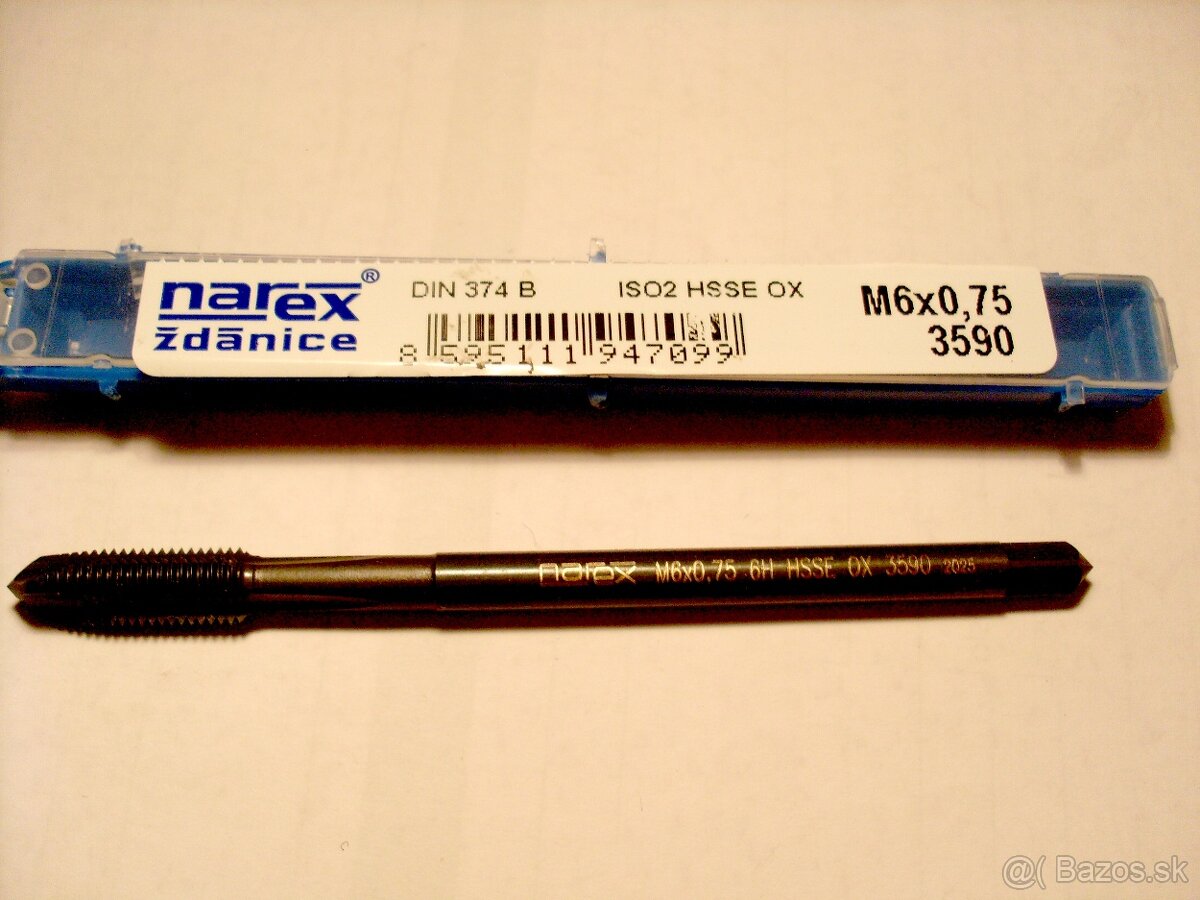 narex®
ždánice
DIN 374 B ISO2 HSSE OX
8 595111 947099
M6x0,75
3590
narex M6x0,75 6H HSSE OX 3590 2025
@( Bazos.sk